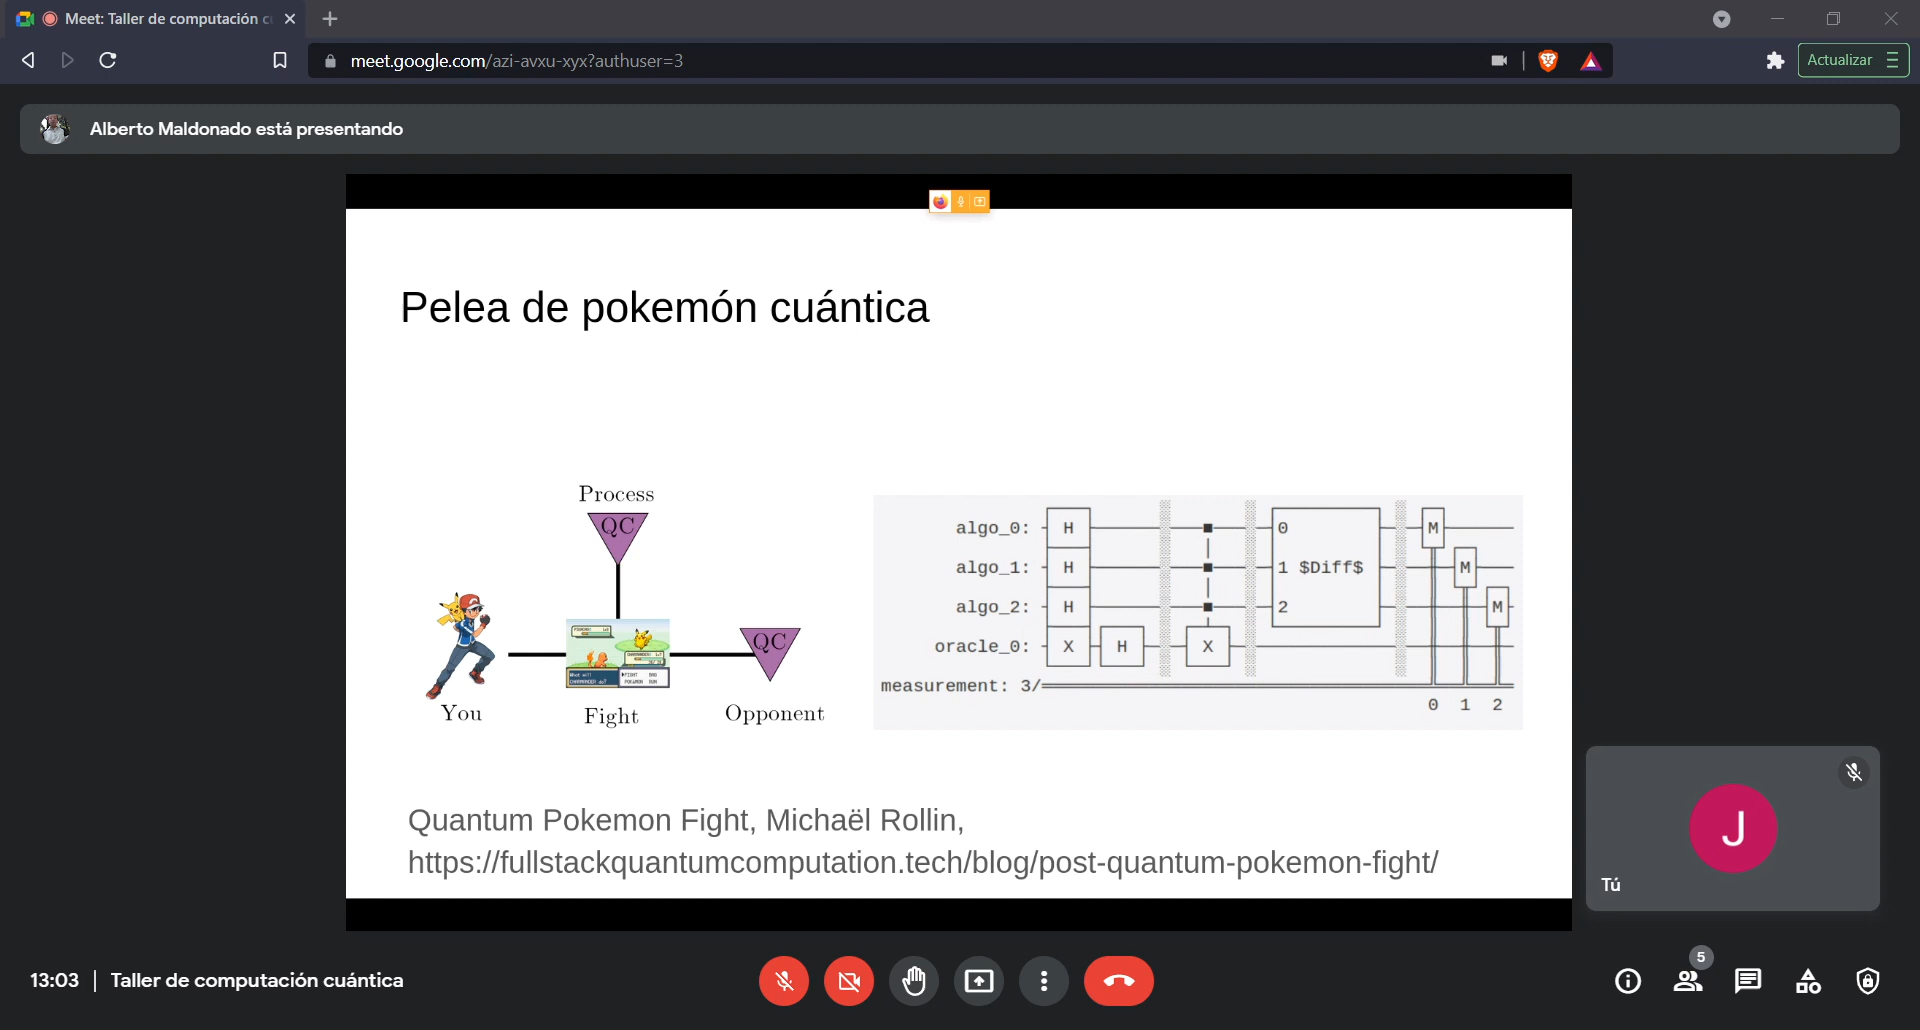 Meet: Taller de computación c
meet.google.com/azi-avxu-xyx?authuser=3
Actualizar
Alberto Maldonado está presentando
Pelea de pokemón cuántica
Process
QC
QC
You
Fight
Opponent
algo_0: H 0 M
algo_1: H 1 $Diff$ M
algo_2: H 2 M
oracle_0: X H X
measurement: 3/
0 1 2
Quantum Pokemon Fight, Michaël Rollin,
https://fullstackquantumcomputation.tech/blog/post-quantum-pokemon-fight/
J
Tú
13:03 | Taller de computación cuántica
5